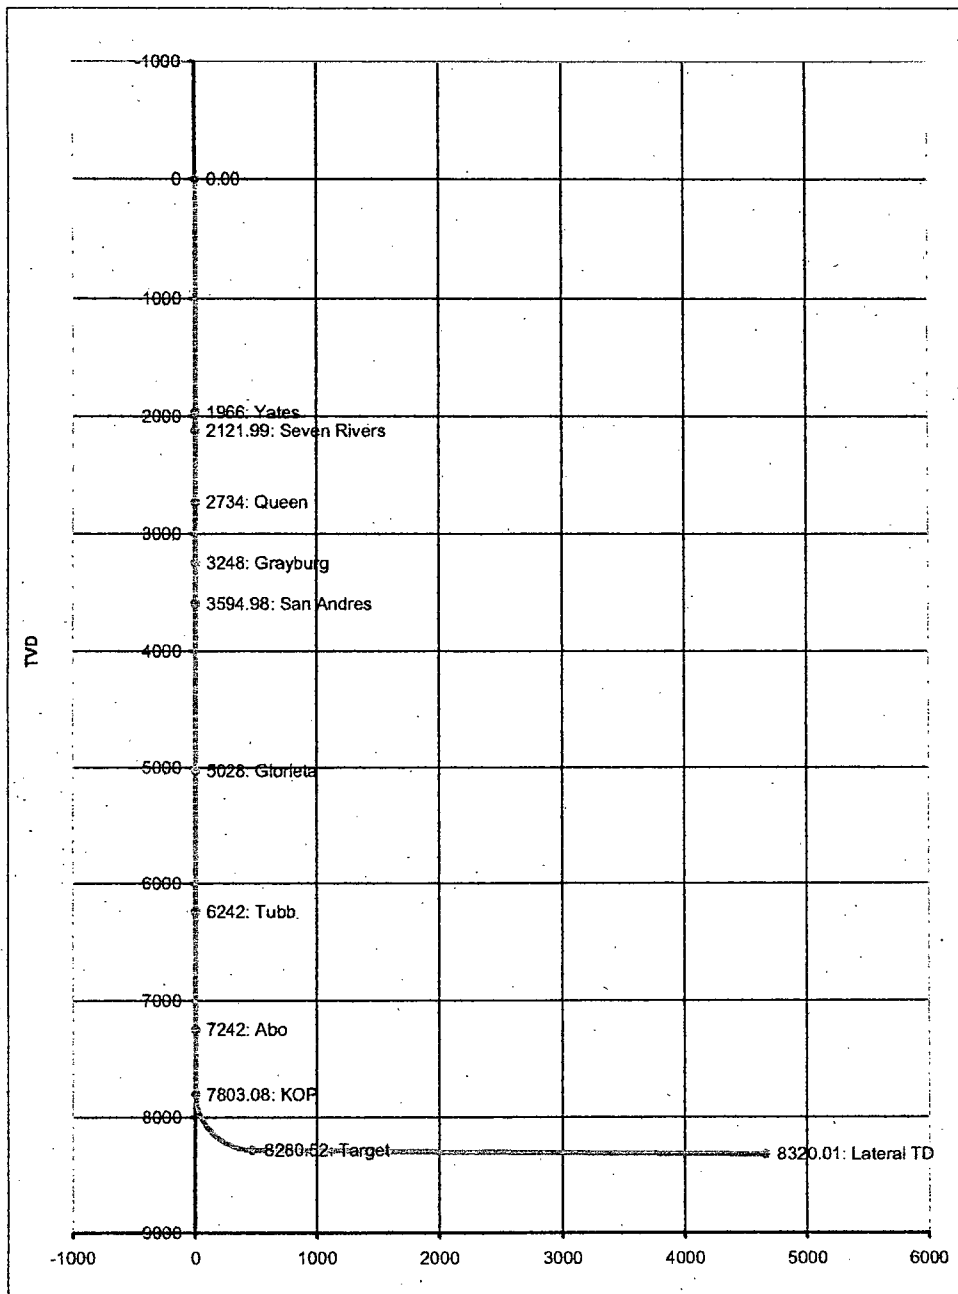 -1000
0 0.00
1000
1966: Yates
2000
2121.99: Seven Rivers
2734: Queen
3000
3248: Grayburg
3594.98: San Andres
TVD
4000
5000
5028: Glorieta
6000
6242: Tubb
7000
7242: Abo
7803.08: KOP
8000
8280.52: Target
8320.01: Lateral TD
9000
-1000 0 1000 2000 3000 4000 5000 6000